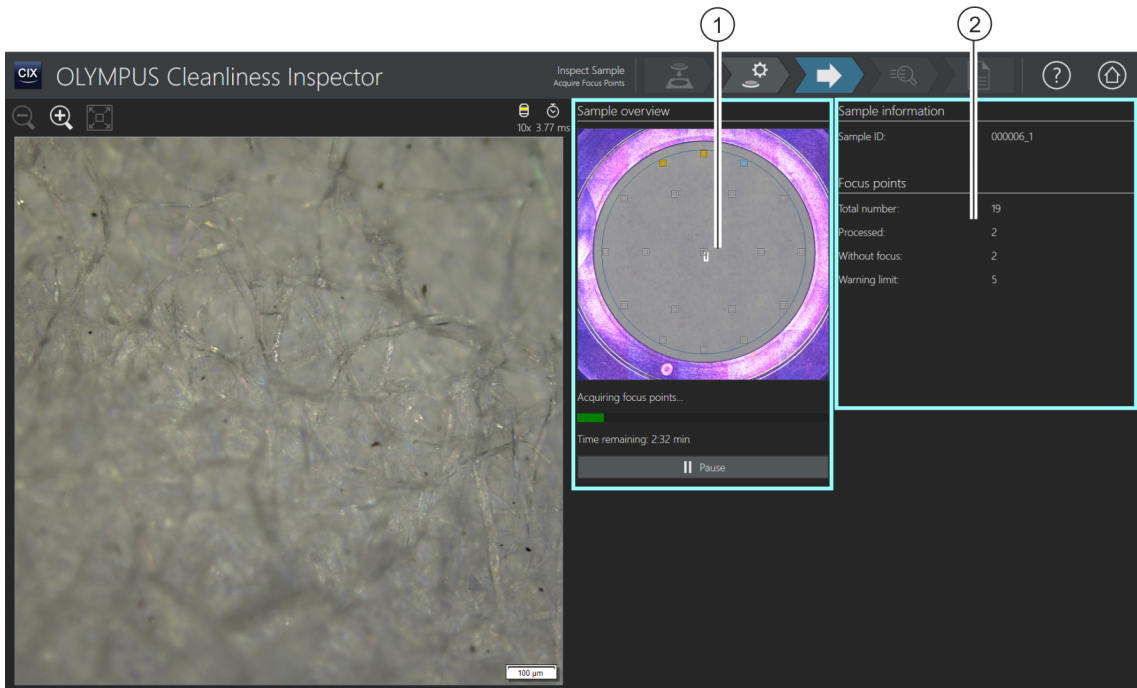 1
2
CIX
OLYMPUS Cleanliness Inspector
Inspect Sample
Acquire Focus Points
?
10x 3.77 ms
Sample overview
1
Acquiring focus points...
Time remaining: 2:32 min
Pause
Sample information
Sample ID: 000006_1
Focus points
Total number: 19
Processed: 2
Without focus: 2
Warning limit: 5
100 µm